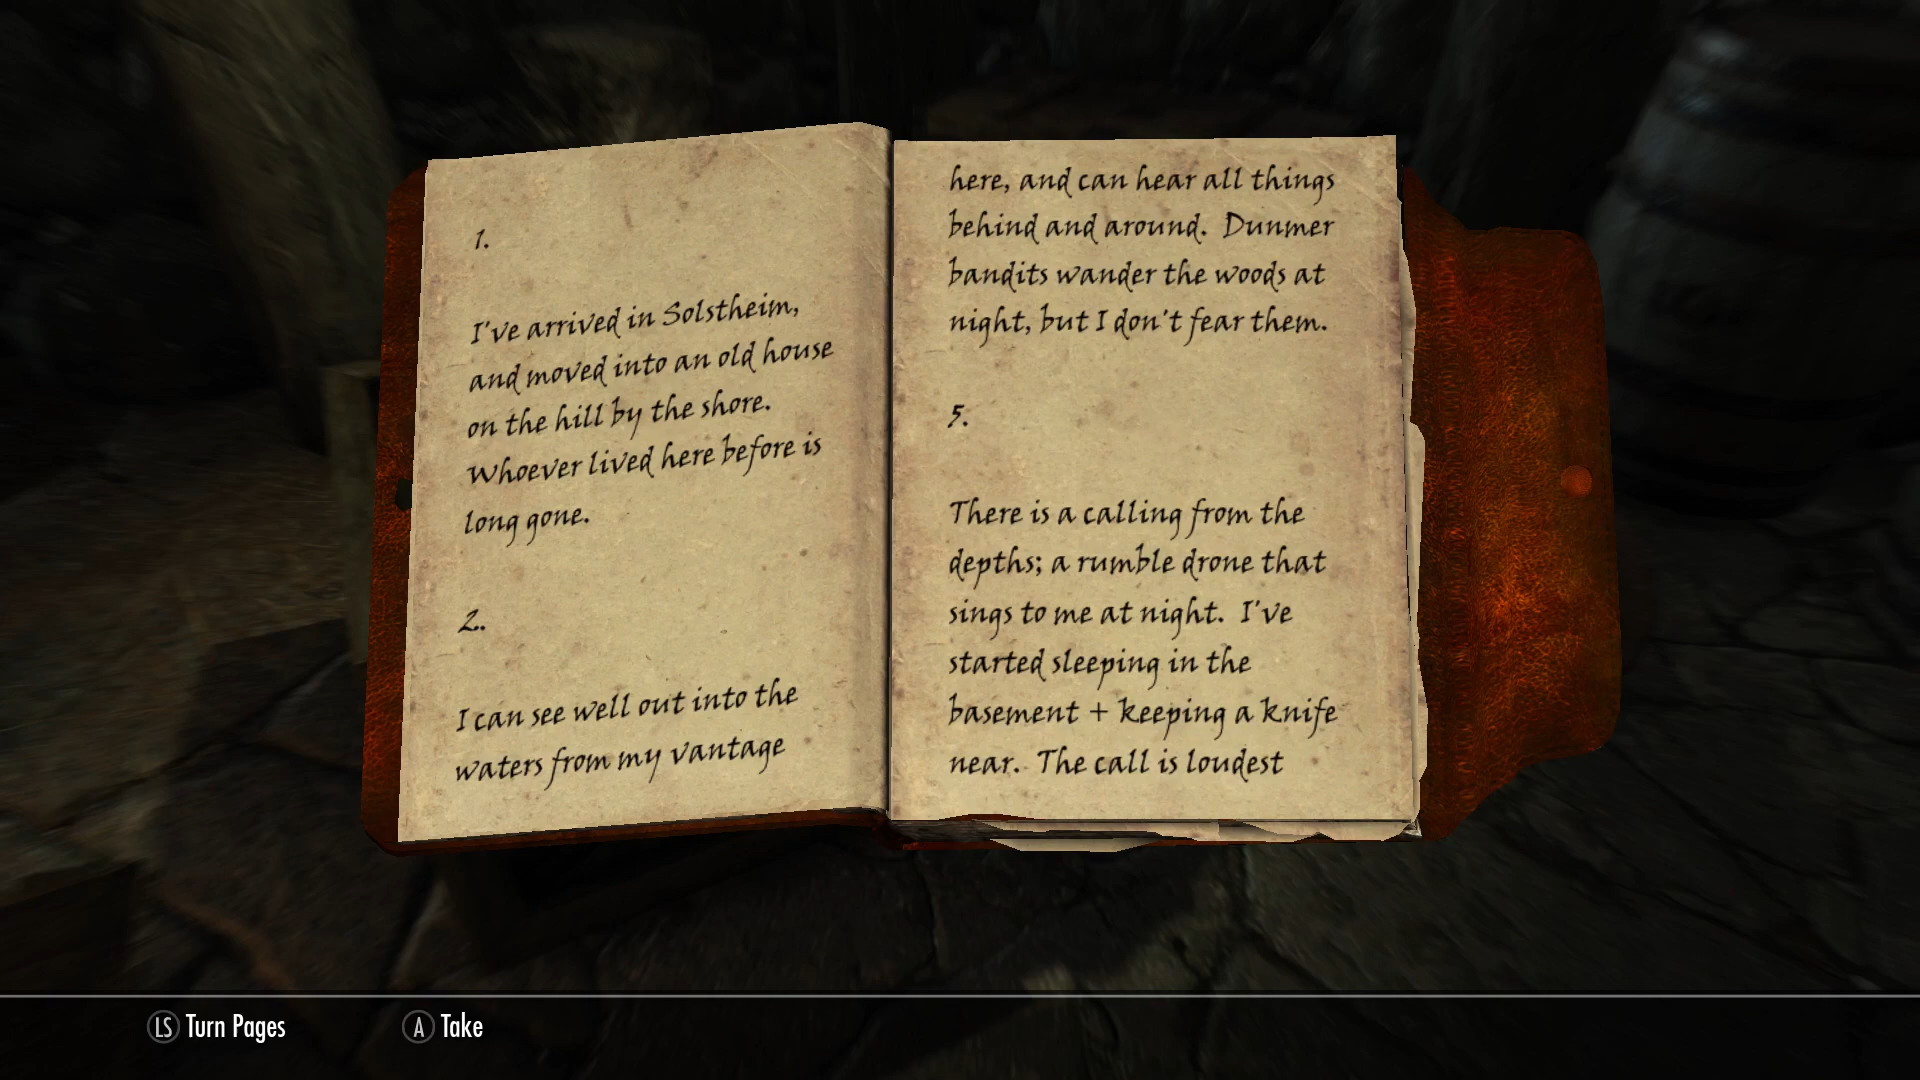 1.
I've arrived in Solstheim,
and moved into an old house
on the hill by the shore.
Whoever lived here before is
long gone.
2.
I can see well out into the
waters from my vantage
here, and can hear all things
behind and around. Dunmer
bandits wander the woods at
night, but I don't fear them.
5.
There is a calling from the
depths; a rumble drone that
sings to me at night. I've
started sleeping in the
basement + keeping a knife
near. The call is loudest
LS Turn Pages
A Take